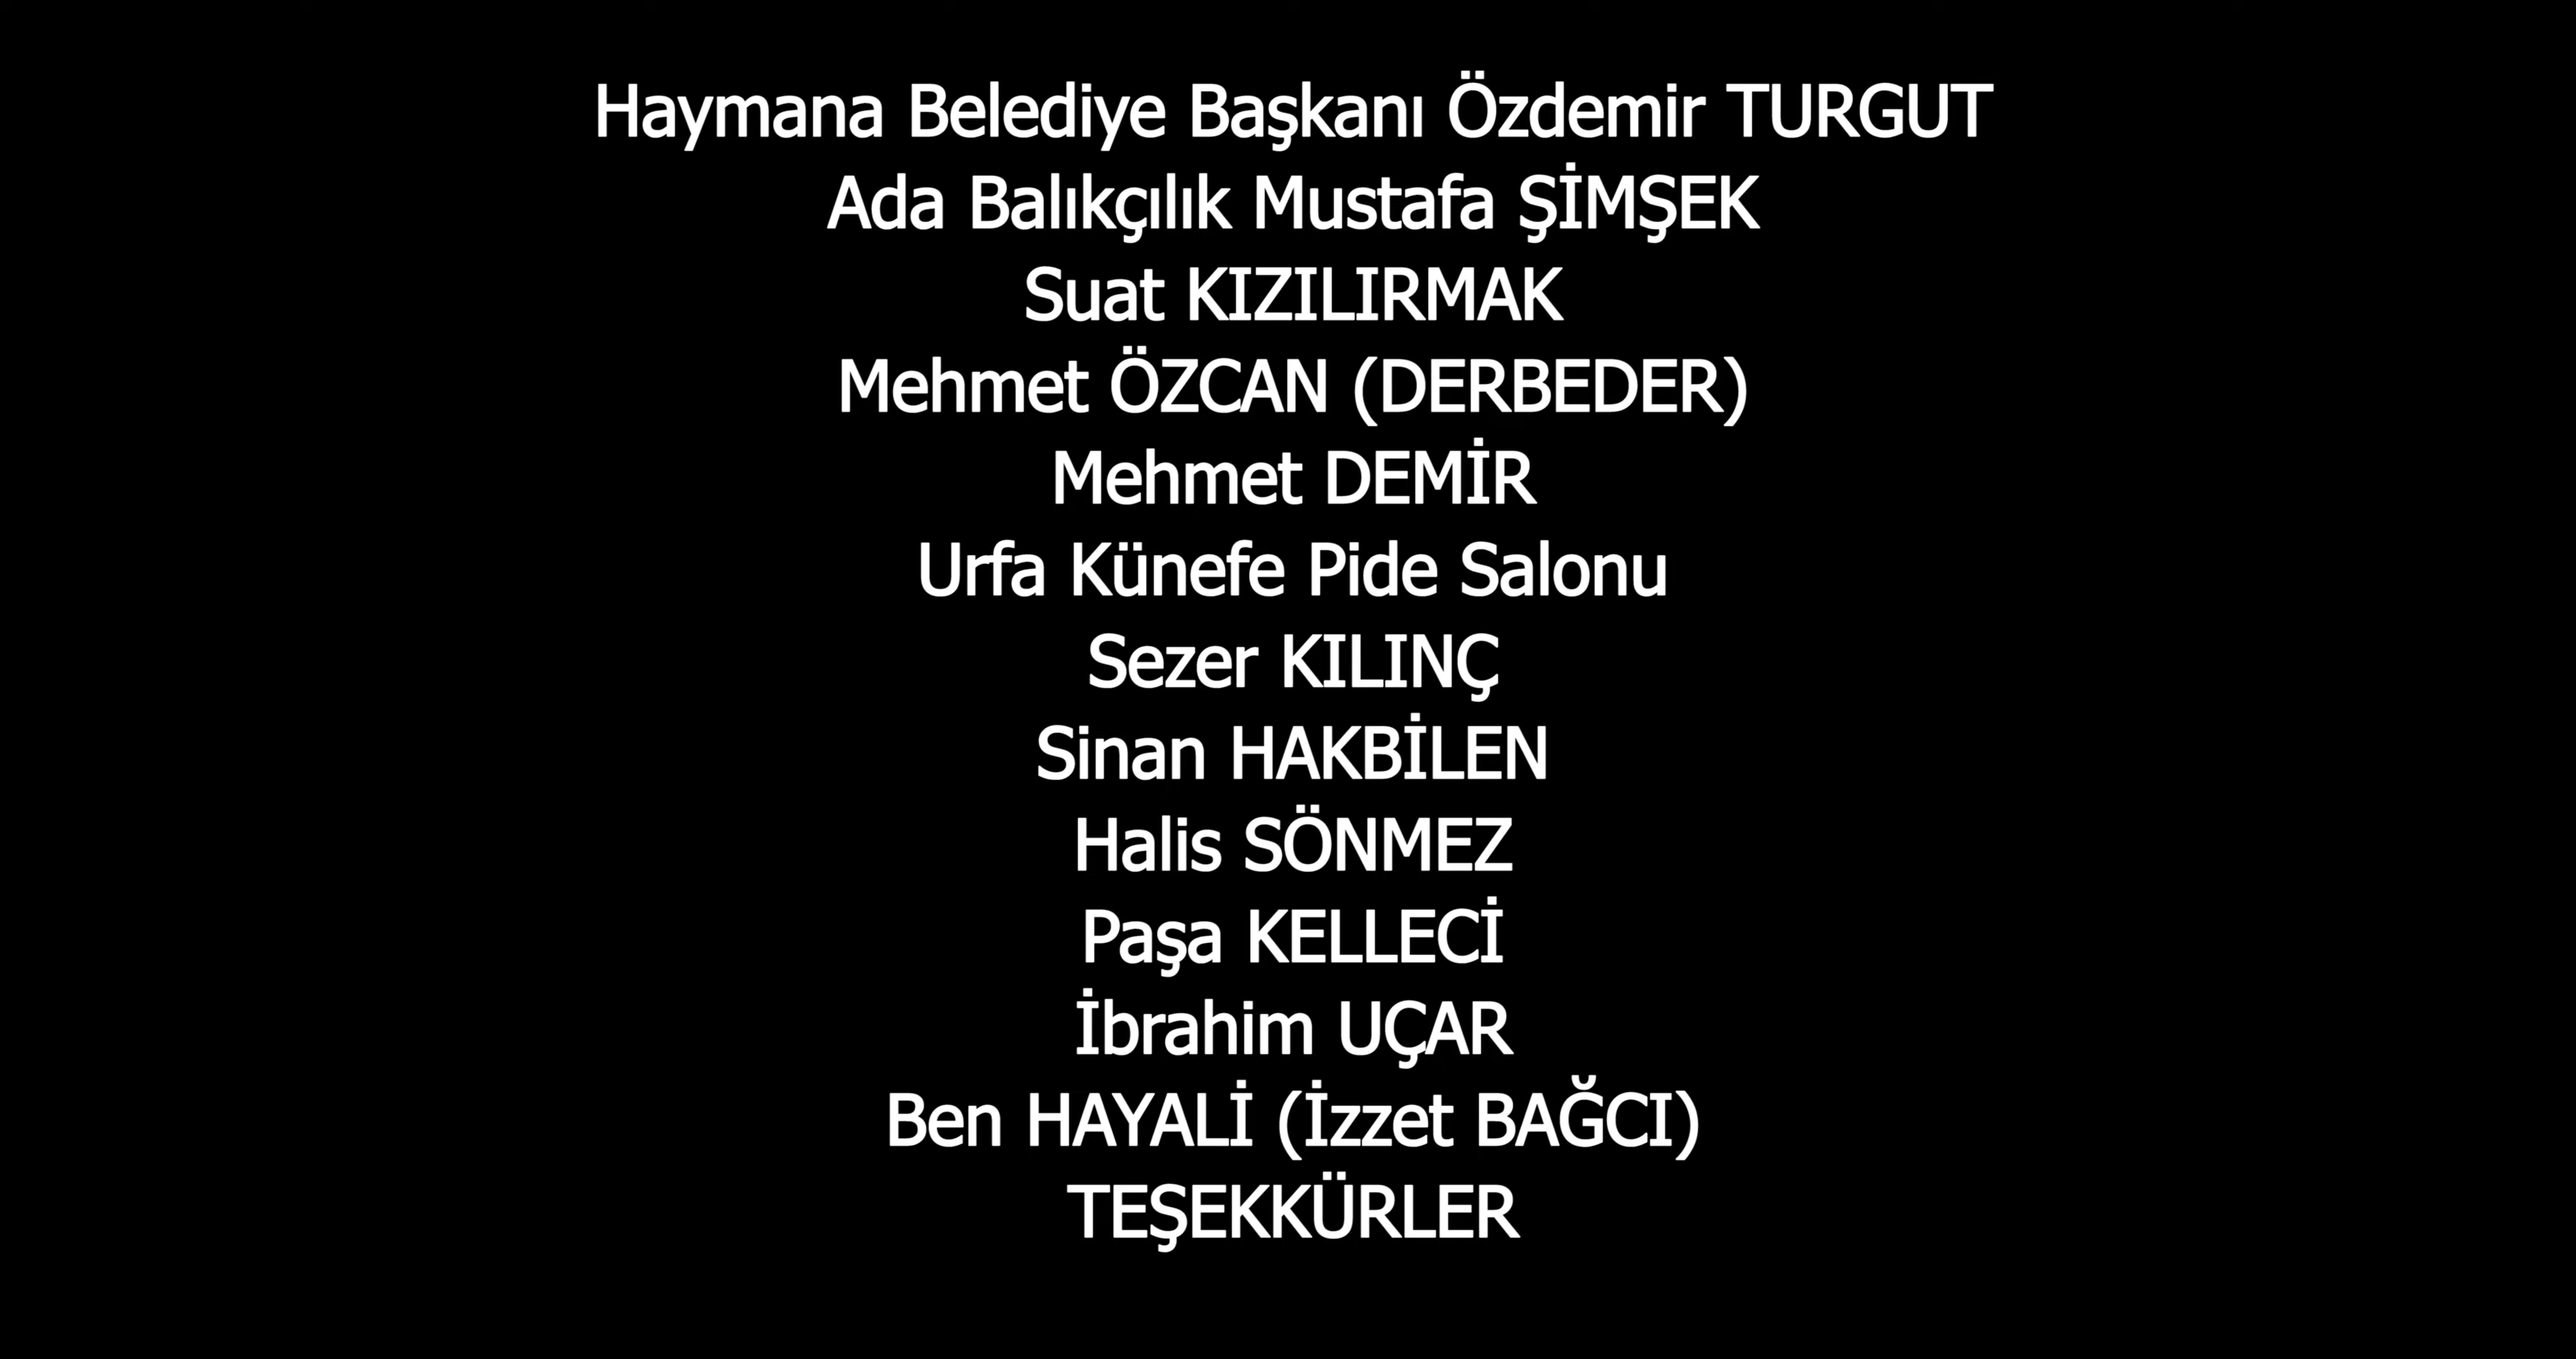 Haymana Belediye Başkanı Özdemir TURGUT
Ada Balıkçılık Mustafa ŞİMŞEK
Suat KIZILIRMAK
Mehmet ÖZCAN (DERBEDER)
Mehmet DEMİR
Urfa Künefe Pide Salonu
Sezer KILINÇ
Sinan HAKBİLEN
Halis SÖNMEZ
Paşa KELLECİ
İbrahim UÇAR
Ben HAYALİ (İzzet BAĞCI)
TEŞEKKÜRLER